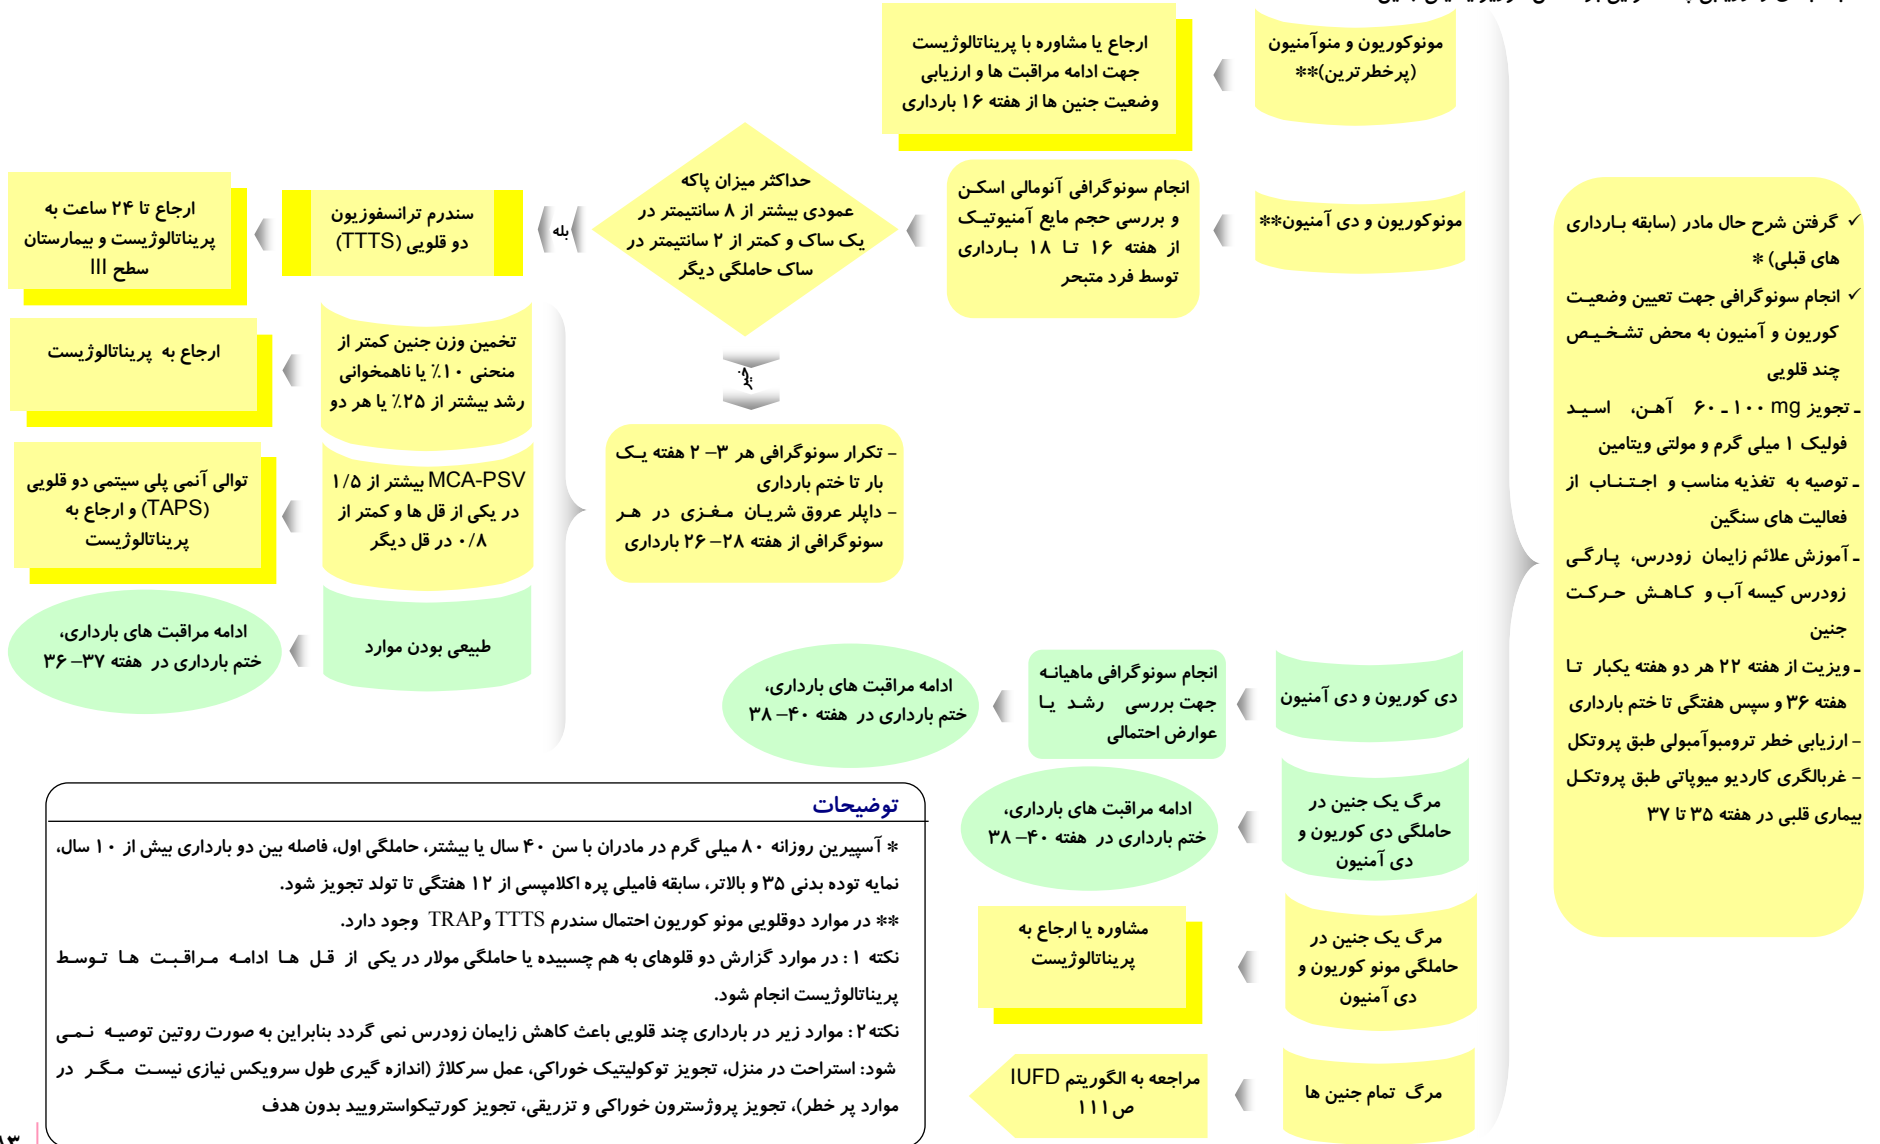 گرفتن شرح حال مادر (سابقه بارداری
های قبلی) *
انجام سونوگرافی جهت تعیین وضعیت
کوریون و آمنیون به محض تشخیص
چند قلویی
ـ تجویز ۱۰۰ mg ـ ۶۰ آهن، اسید
فولیک ۱ میلی گرم و مولتی ویتامین
ـ توصیه به تغذیه مناسب و اجتناب از
فعالیت های سنگین
ـ آموزش علائم زایمان زودرس، پارگی
زودرس کیسه آب و کاهش حرکت
جنین
ـ ویزیت از هفته ۲۲ هر دو هفته یکبار تا
هفته ۳۶ و سپس هفتگی تا ختم بارداری
– ارزیابی خطر ترومبوآمبولی طبق پروتکل
– غربالگری کاردیو میوپاتی طبق پروتکل
بیماری قلبی در هفته ۳۵ تا ۳۷
مونوکوریون و منوآمنیون
(پرخطرترین)**
ارجاع یا مشاوره با پریناتالوژیست
جهت ادامه مراقبت ها و ارزیابی
وضعیت جنین ها از هفته ۱۶ بارداری
مونوکوریون و دی آمنیون**
انجام سونوگرافی آنومالی اسکن
و بررسی حجم مایع آمنیوتیک
از هفته ۱۶ تا ۱۸ بارداری
توسط فرد متبحر
حداکثر میزان پاکه
عمودی بیشتر از ۸ سانتیمتر در
یک ساک و کمتر از ۲ سانتیمتر در
ساک حاملگی دیگر
بله
سندرم ترانسفوزیون
دو قلویی (TTTS)
ارجاع تا ۲۴ ساعت به
پریناتالوژیست و بیمارستان
سطح III
خیر
– تکرار سونوگرافی هر ۳– ۲ هفته یک
بار تا ختم بارداری
– داپلر عروق شریان مغزی در هر
سونوگرافی از هفته ۲۸– ۲۶ بارداری
تخمین وزن جنین کمتر از
منحنی ۱۰٪ یا ناهمخوانی
رشد بیشتر از ۲۵٪ یا هر دو
ارجاع به پریناتالوژیست
MCA-PSV بیشتر از ۱/۵
در یکی از قل ها و کمتر از
۰/۸ در قل دیگر
توالی آنمی پلی سیتمی دو قلویی
(TAPS) و ارجاع به
پریناتالوژیست
طبیعی بودن موارد
ادامه مراقبت های بارداری،
ختم بارداری در هفته ۳۷– ۳۶
دی کوریون و دی آمنیون
انجام سونوگرافی ماهیانه
جهت بررسی رشد یا
عوارض احتمالی
ادامه مراقبت های بارداری،
ختم بارداری در هفته ۴۰– ۳۸
مرگ یک جنین در
حاملگی دی کوریون و
دی آمنیون
ادامه مراقبت های بارداری،
ختم بارداری در هفته ۴۰– ۳۸
مرگ یک جنین در
حاملگی مونو کوریون و
دی آمنیون
مشاوره یا ارجاع به
پریناتالوژیست
مرگ تمام جنین ها
مراجعه به الگوریتم IUFD
ص۱۱۱
توضیحات
* آسپیرین روزانه ۸۰ میلی گرم در مادران با سن ۴۰ سال یا بیشتر، حاملگی اول، فاصله بین دو بارداری بیش از ۱۰ سال،
نمایه توده بدنی ۳۵ و بالاتر، سابقه فامیلی پره اکلامپسی از ۱۲ هفتگی تا تولد تجویز شود.
** در موارد دوقلویی مونو کوریون احتمال سندرم TTTS وTRAP وجود دارد.
نکته ۱: در موارد گزارش دو قلوهای به هم چسبیده یا حاملگی مولار در یکی از قل ها ادامه مراقبت ها توسط
پریناتالوژیست انجام شود.
نکته۲: موارد زیر در بارداری چند قلویی باعث کاهش زایمان زودرس نمی گردد بنابراین به صورت روتین توصیه نمی
شود: استراحت در منزل، تجویز توکولیتیک خوراکی، عمل سرکلاژ (اندازه گیری طول سرویکس نیازی نیست مگر در
موارد پر خطر)، تجویز پروژسترون خوراکی و تزریقی، تجویز کورتیکواسترویید بدون هدف